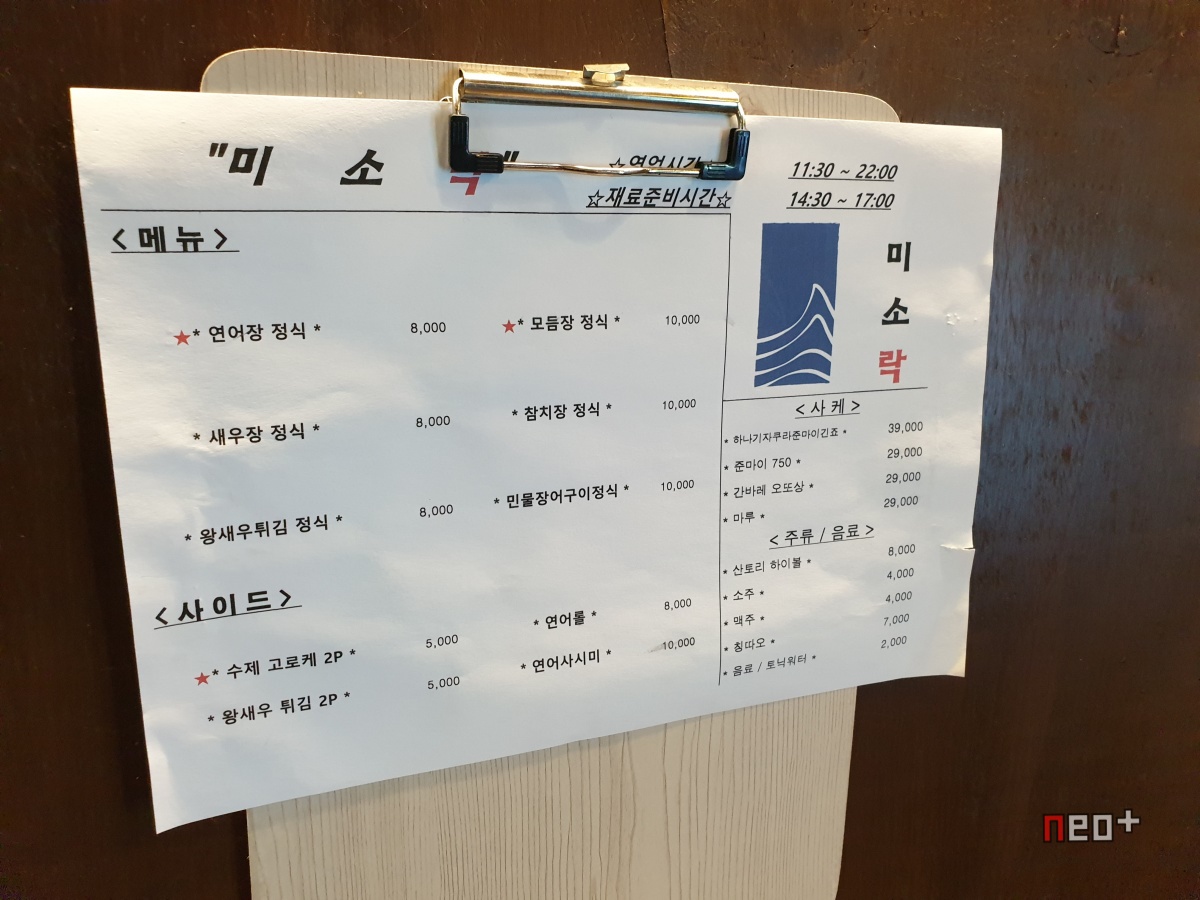 "미 소 락"
☆영업시간☆ 11:30 ~ 22:00
☆재료준비시간☆ 14:30 ~ 17:00
<메뉴>
★* 연어장 정식 * 8,000
★* 모듬장 정식 * 10,000
* 새우장 정식 * 8,000
* 참치장 정식 * 10,000
* 왕새우튀김 정식 * 8,000
* 민물장어구이정식 * 10,000
<사이드>
★* 수제 고로케 2P * 5,000
* 연어롤 * 8,000
* 왕새우 튀김 2P * 5,000
* 연어사시미 * 10,000
미
소
락
<사 케>
* 하나기자쿠라준마이긴죠 * 39,000
* 준마이 750 * 29,000
* 간바레 오또상 * 29,000
* 마루 * 29,000
<주류 / 음료>
* 산토리 하이볼 * 8,000
* 소주 * 4,000
* 맥주 * 4,000
* 칭따오 * 7,000
* 음료 / 토닉워터 * 2,000
neo+